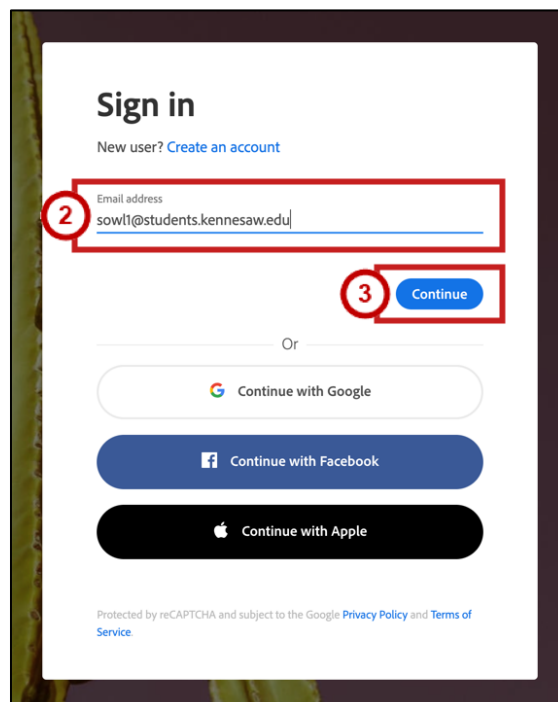 Sign in
New user? Create an account
Email address
2
sowl1@students.kennesaw.edu
3
Continue
Or
Continue with Google
Continue with Facebook
Continue with Apple
Protected by reCAPTCHA and subject to the Google Privacy Policy and Terms of
Service.